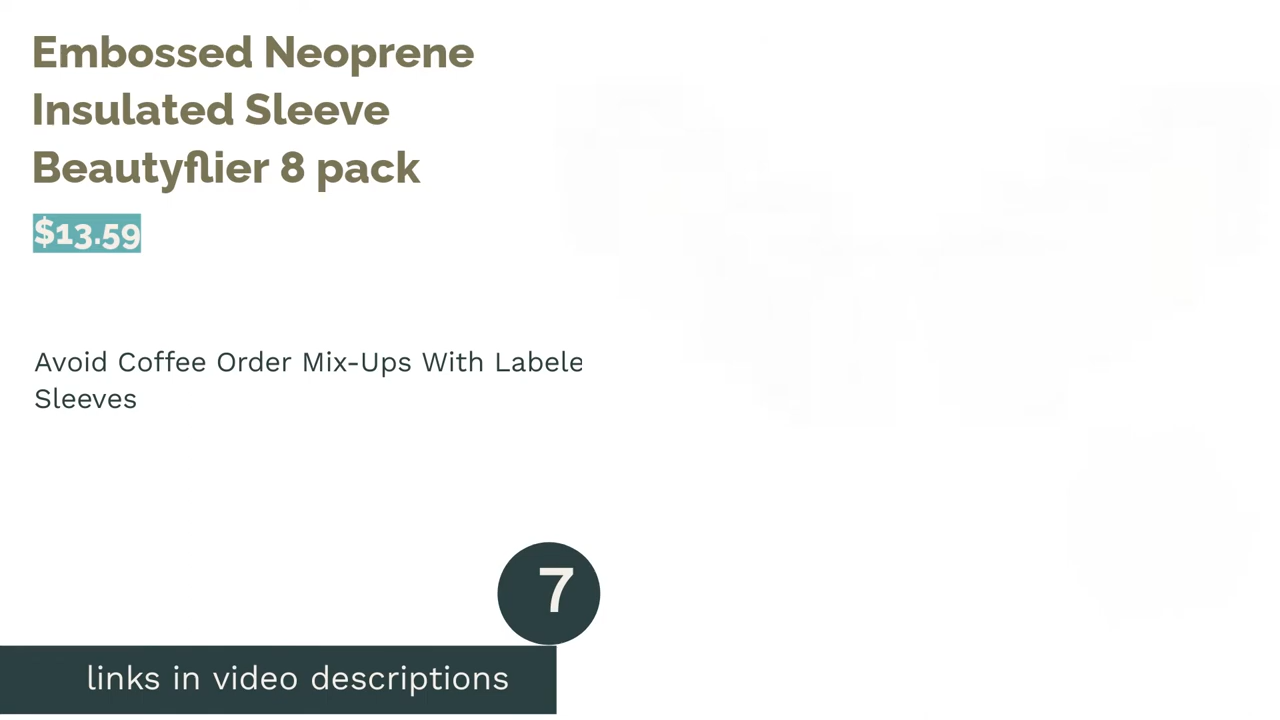 Embossed Neoprene
Insulated Sleeve
Beautyflier 8 pack
$13.59
Avoid Coffee Order Mix-Ups With Labele
Sleeves
7
links in video descriptions